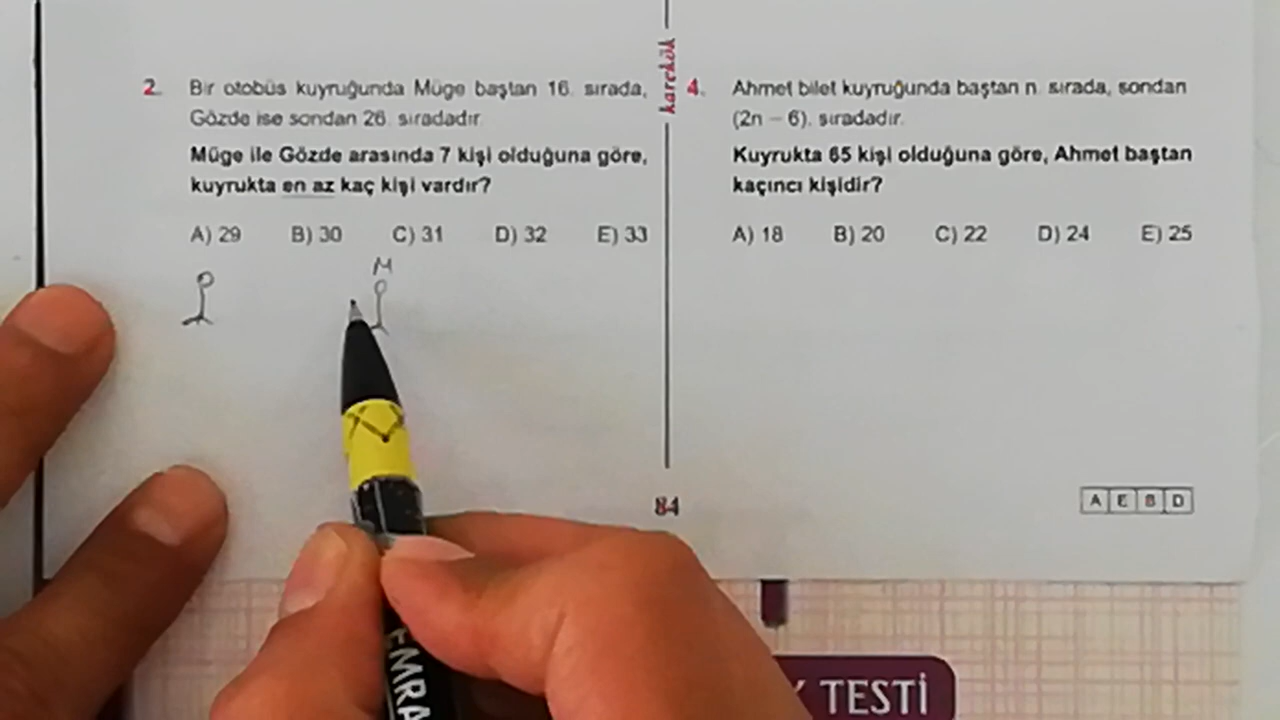 2. Bir otobüs kuyruğunda Müge baştan 16. sırada,
Gözde ise sondan 26. sıradadır.
Müge ile Gözde arasında 7 kişi olduğuna göre,
kuyrukta en az kaç kişi vardır?
A) 29 B) 30 C) 31 D) 32 E) 33
M
karekök
4. Ahmet bilet kuyruğunda baştan n. sırada, sondan
(2n – 6). sıradadır.
Kuyrukta 65 kişi olduğuna göre, Ahmet baştan
kaçıncı kişidir?
A) 18 B) 20 C) 22 D) 24 E) 25
84
A E B D
EMRA
TESTİ